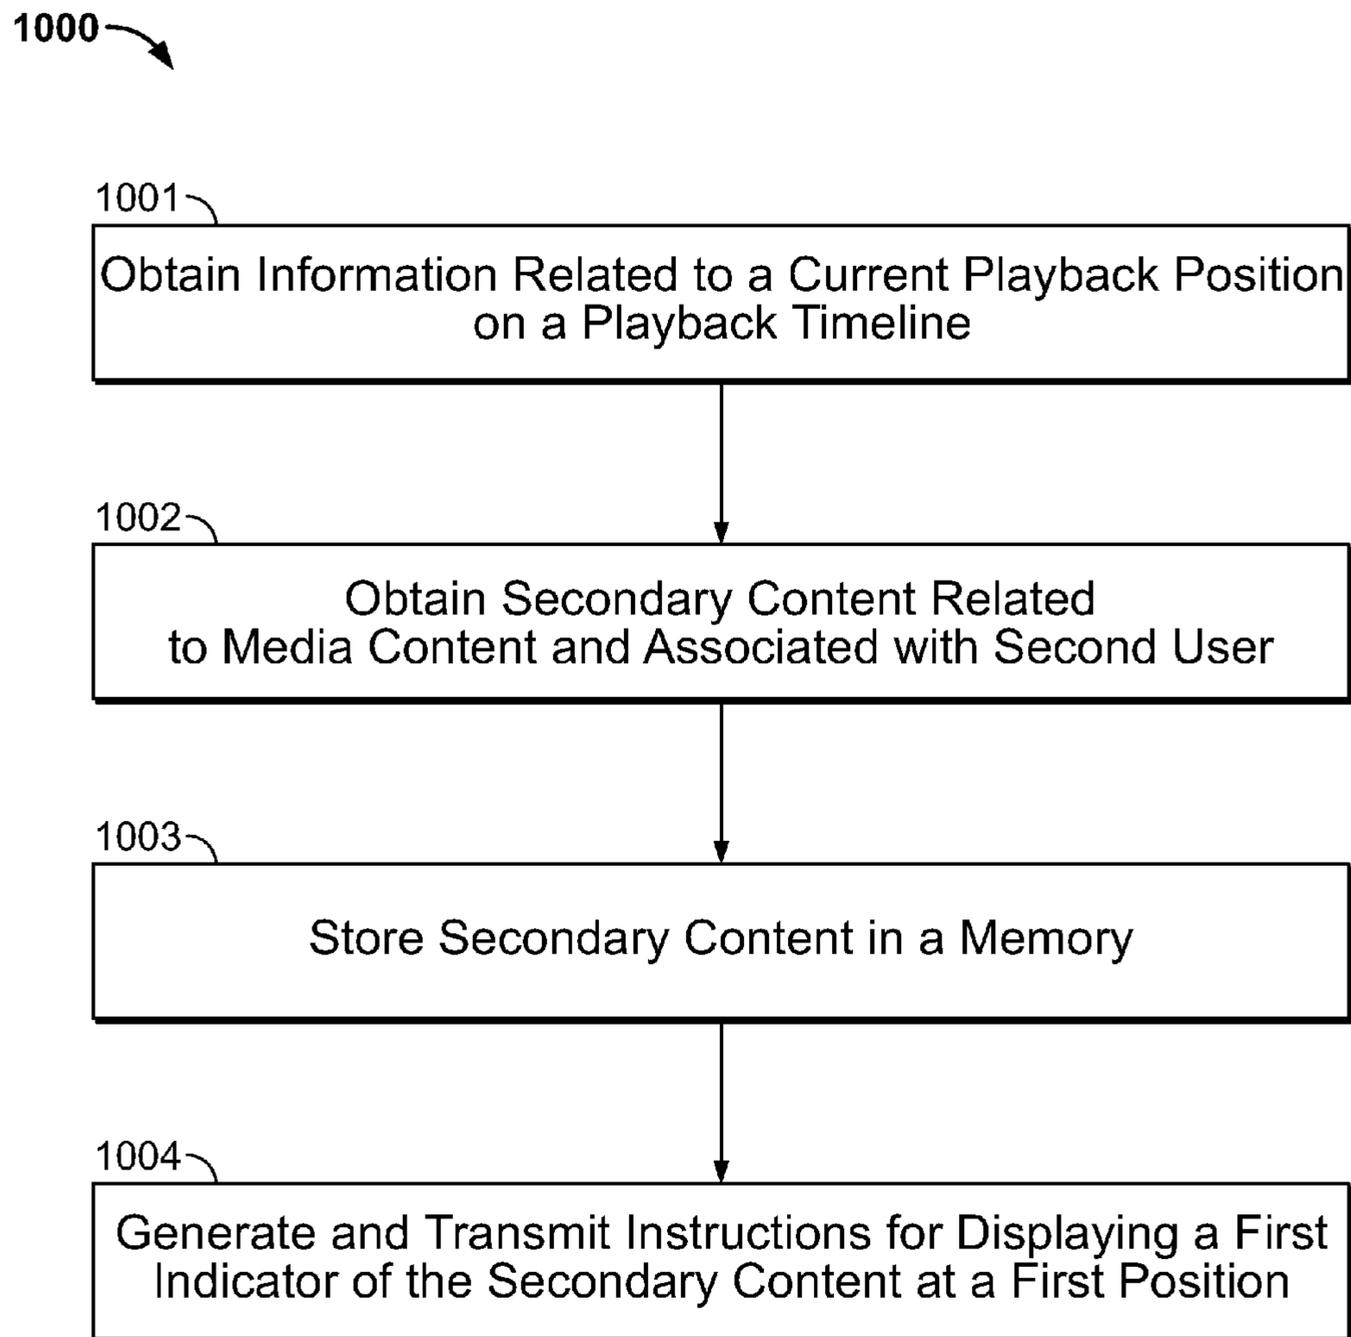 1000
1001
Obtain Information Related to a Current Playback Position
on a Playback Timeline
1002
Obtain Secondary Content Related
to Media Content and Associated with Second User
1003
Store Secondary Content in a Memory
1004
Generate and Transmit Instructions for Displaying a First
Indicator of the Secondary Content at a First Position